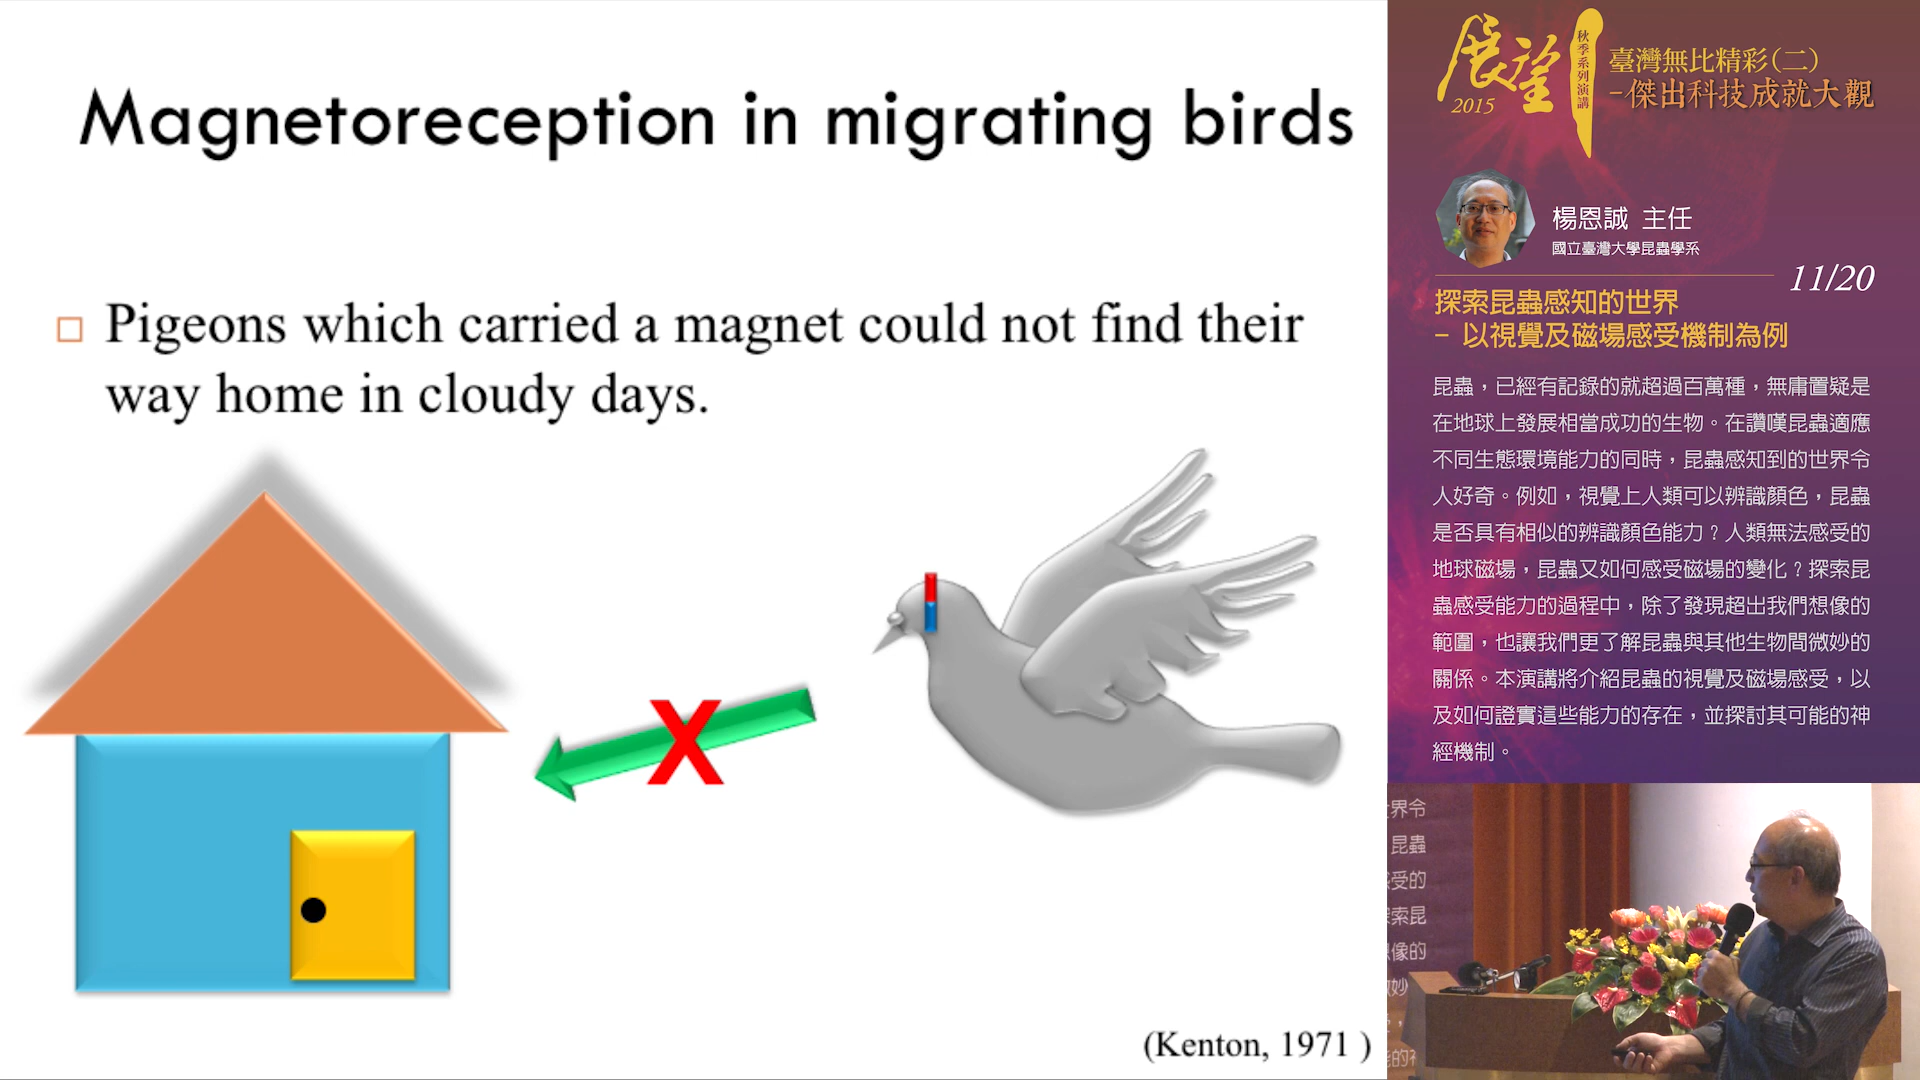 Magnetoreception in migrating birds
Pigeons which carried a magnet could not find their
way home in cloudy days.
X
(Kenton, 1971 )
展望
2015
秋季系列演講
臺灣無比精彩(二)
-傑出科技成就大觀
楊恩誠 主任
國立臺灣大學昆蟲學系
11/20
探索昆蟲感知的世界
- 以視覺及磁場感受機制為例
昆蟲，已經有記錄的就超過百萬種，無庸置疑是
在地球上發展相當成功的生物。在讚嘆昆蟲適應
不同生態環境能力的同時，昆蟲感知到的世界令
人好奇。例如，視覺上人類可以辨識顏色，昆蟲
是否具有相似的辨識顏色能力？人類無法感受的
地球磁場，昆蟲又如何感受磁場的變化？探索昆
蟲感受能力的過程中，除了發現超出我們想像的
範圍，也讓我們更了解昆蟲與其他生物間微妙的
關係。本演講將介紹昆蟲的視覺及磁場感受，以
及如何證實這些能力的存在，並探討其可能的神
經機制。
界令
昆蟲
受的
索昆
像的
妙
的